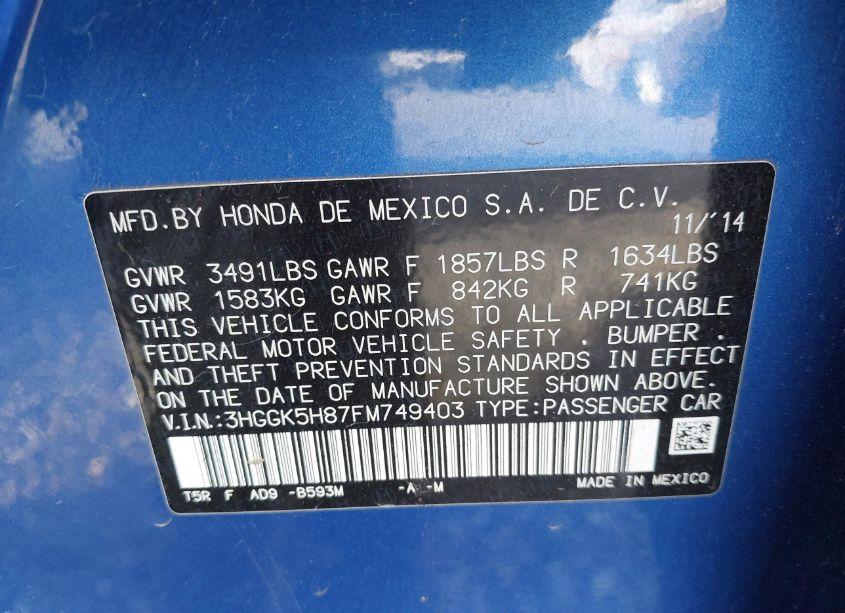 MFD.BY HONDA DE MEXICO S.A. DE C.V.
11/'14
GVWR 3491LBS GAWR F 1857LBS R 1634LBS
GVWR 1583KG GAWR F 842KG R 741KG
THIS VEHICLE CONFORMS TO ALL APPLICABLE
FEDERAL MOTOR VEHICLE SAFETY . BUMPER .
AND THEFT PREVENTION STANDARDS IN EFFECT
ON THE DATE OF MANUFACTURE SHOWN ABOVE.
V.I.N.:3HGGK5H87FM749403 TYPE:PASSENGER CAR
T5R F AD9 -B593M -A -M MADE IN MEXICO